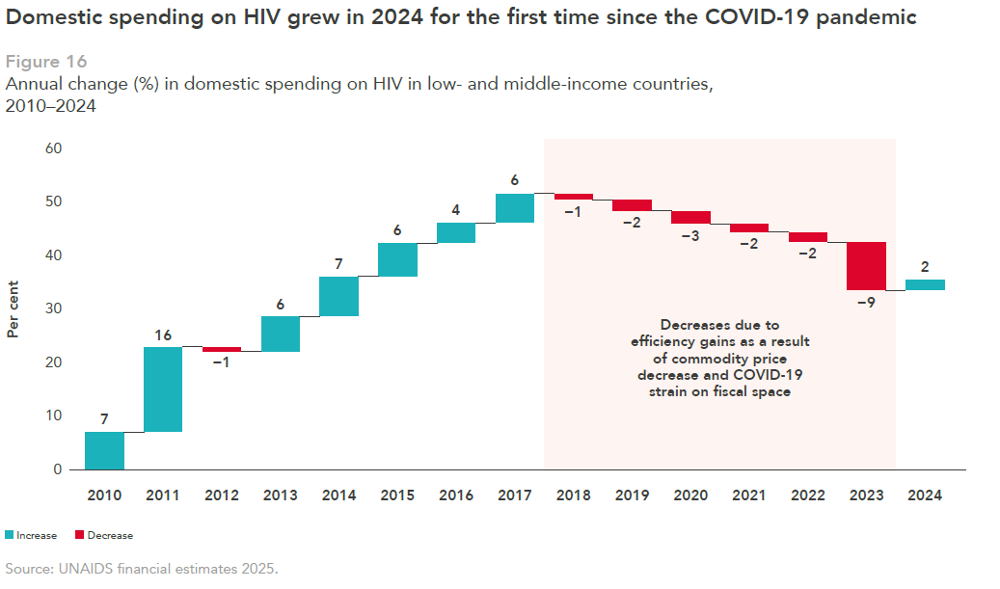 Domestic spending on HIV grew in 2024 for the first time since the COVID-19 pandemic
Figure 16
Annual change (%) in domestic spending on HIV in low- and middle-income countries,
2010–2024
Per cent
60
50
40
30
20
10
0
7
16
−1
6
7
6
4
6
−1
−2
−3
−2
−2
−9
2
Decreases due to
efficiency gains as a result
of commodity price
decrease and COVID-19
strain on fiscal space
2010 2011 2012 2013 2014 2015 2016 2017 2018 2019 2020 2021 2022 2023 2024
Increase Decrease
Source: UNAIDS financial estimates 2025.